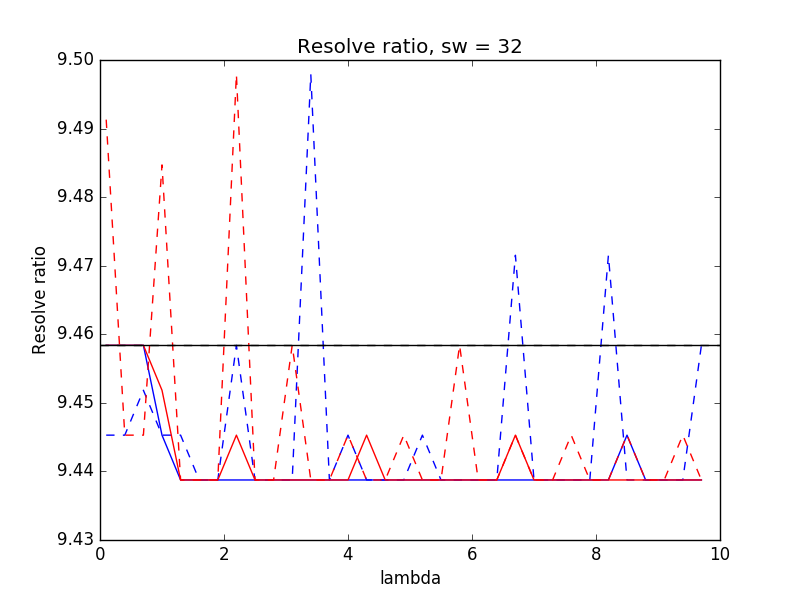 Resolve ratio, sw = 32
9.50
9.49
9.48
9.47
9.46
9.45
9.44
9.43
Resolve ratio
0 2 4 6 8 10
lambda